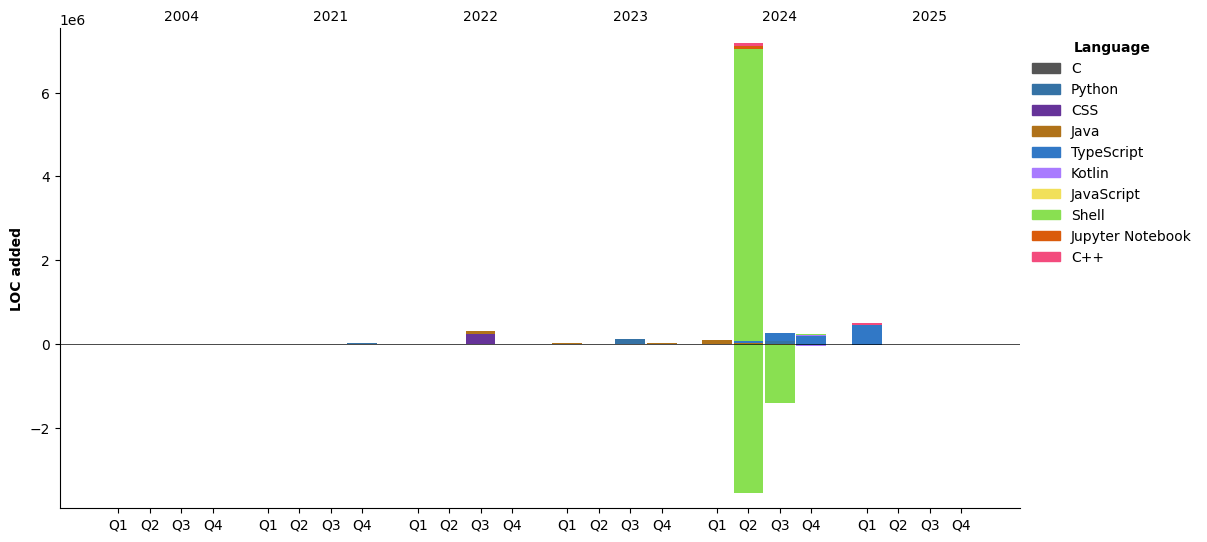 1e6
2004 2021 2022 2023 2024 2025
Language
C
Python
CSS
Java
TypeScript
Kotlin
JavaScript
Shell
Jupyter Notebook
C++
LOC added
6
4
2
0
−2
Q1 Q2 Q3 Q4 Q1 Q2 Q3 Q4 Q1 Q2 Q3 Q4 Q1 Q2 Q3 Q4 Q1 Q2 Q3 Q4 Q1 Q2 Q3 Q4